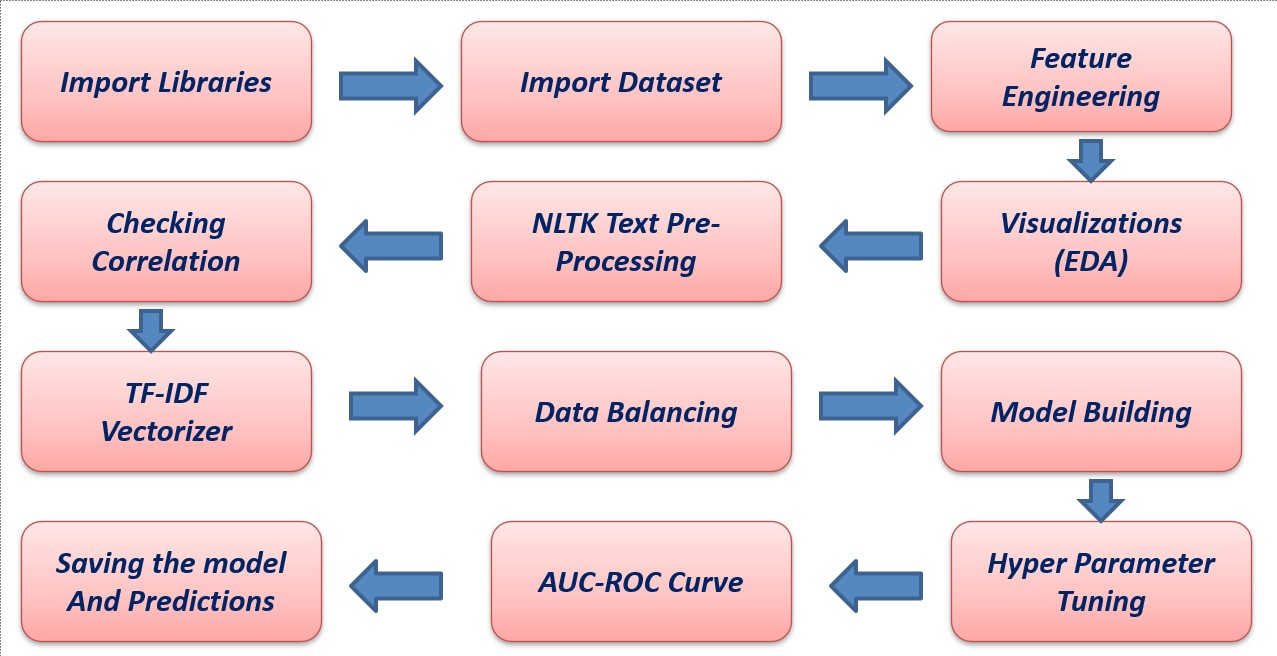 Import Libraries
Import Dataset
Feature
Engineering
Visualizations
(EDA)
NLTK Text Pre-
Processing
Checking
Correlation
TF-IDF
Vectorizer
Data Balancing
Model Building
Hyper Parameter
Tuning
AUC-ROC Curve
Saving the model
And Predictions